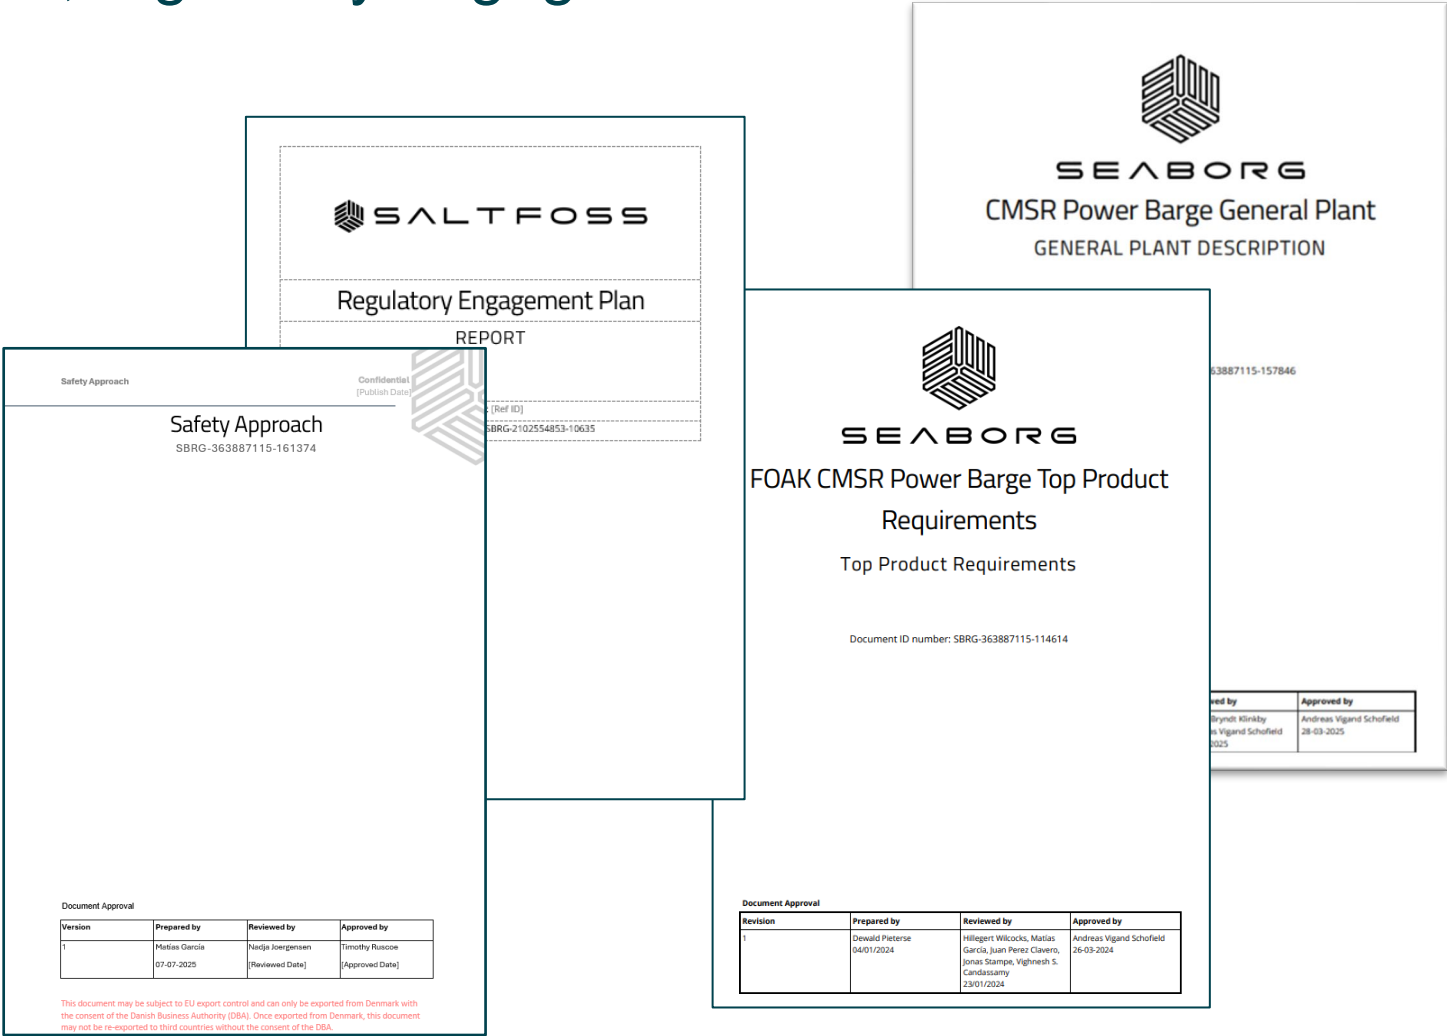 SEABORG
CMSR Power Barge General Plant
GENERAL PLANT DESCRIPTION
63887115-157846
ved by
Approved by
Bryndt Klinkby
Andreas Vigand Schofield
s Vigand Schofield
28-03-2025
2025
SALTFOSS
Regulatory Engagement Plan
REPORT
: [Ref ID]
SBRG-2102554853-10635
SEABORG
FOAK CMSR Power Barge Top Product
Requirements
Top Product Requirements
Document ID number: SBRG-363887115-114614
Document Approval
Revision
Prepared by
Reviewed by
Approved by
1
Dewald Pieterse
04/01/2024
Hillegert Wilcocks, Matías
García, Juan Perez Clavero,
Jonas Stampe, Vighnesh S.
Candassamy
23/01/2024
Andreas Vigand Schofield
26-03-2024
Safety Approach
Confidential
[Publish Date]
Safety Approach
SBRG-363887115-161374
Document Approval
Version
Prepared by
Reviewed by
Approved by
1
Matías García
07-07-2025
Nadja Joergensen
[Reviewed Date]
Timothy Ruscoe
[Approved Date]
This document may be subject to EU export control and can only be exported from Denmark with
the consent of the Danish Business Authority (DBA). Once exported from Denmark, this document
may not be re-exported to third countries without the consent of the DBA.